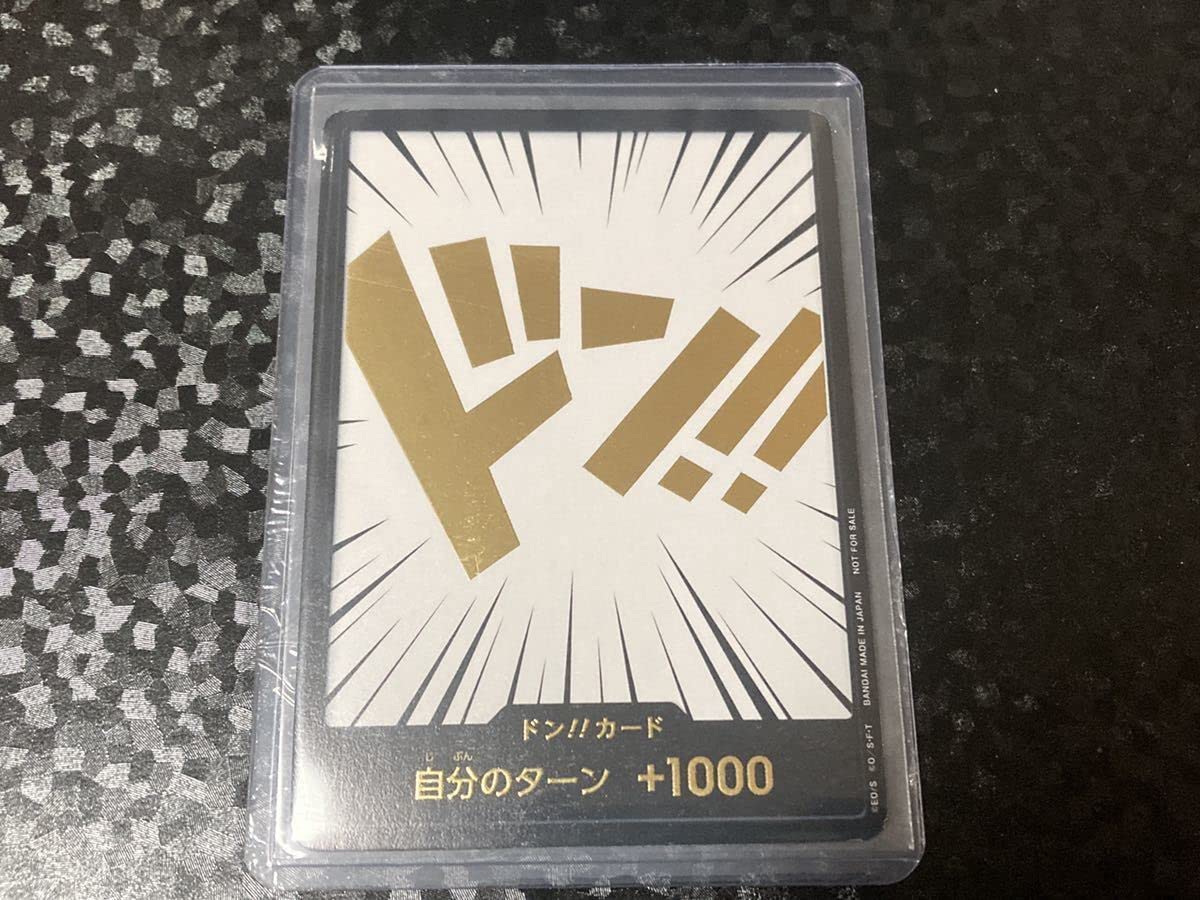 ドン!!
ドン!!カード
じ ぶん
自分のターン +1000
©EO/S ©O/S・F・T BANDAI MADE IN JAPAN NOT FOR SALE